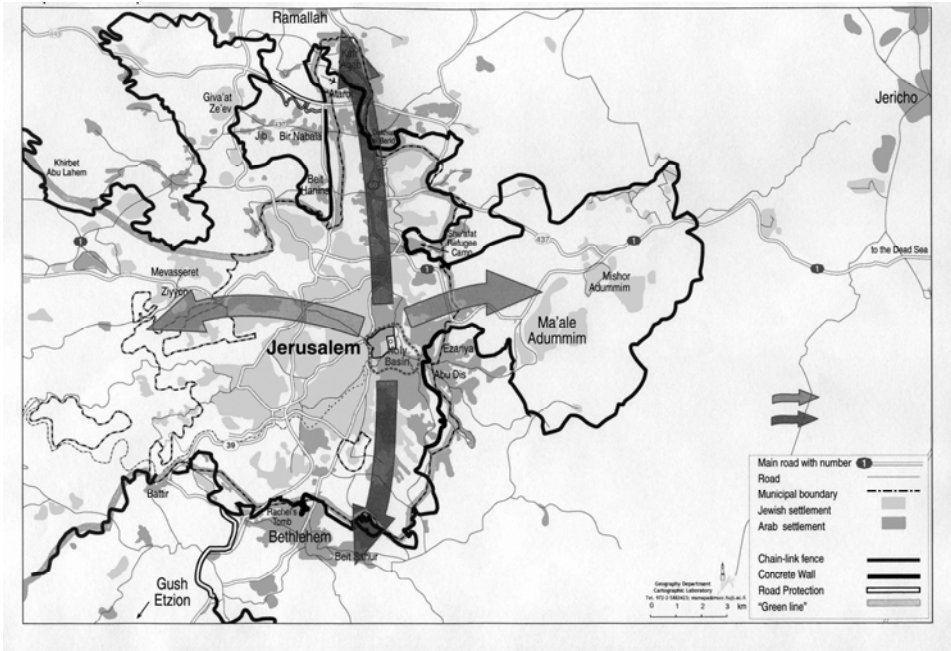 Ramallah
Atarot
Giva'at
Ze'ev
Jib
Bir Nabala
Beit
Hanina
Khirbet
Abu Lahem
60
Shu'afat
Refugee
Camp
437
Jericho
to the Dead Sea
1
1
1
1
Mevasseret
Ziyyon
Mishor
Adummim
Ma'ale
Adummim
Jerusalem
Holy
Basin
Ezariya
Abu Dis
39
Battir
Rachel's
Tomb
Bethlehem
Beit Sahur
Gush
Etzion
Main road with number 1
Road
Municipal boundary
Jewish settlement
Arab settlement
Chain-link fence
Concrete Wall
Road Protection
"Green line"
Geography Department
Cartographic Laboratory
0 1 2 3 km